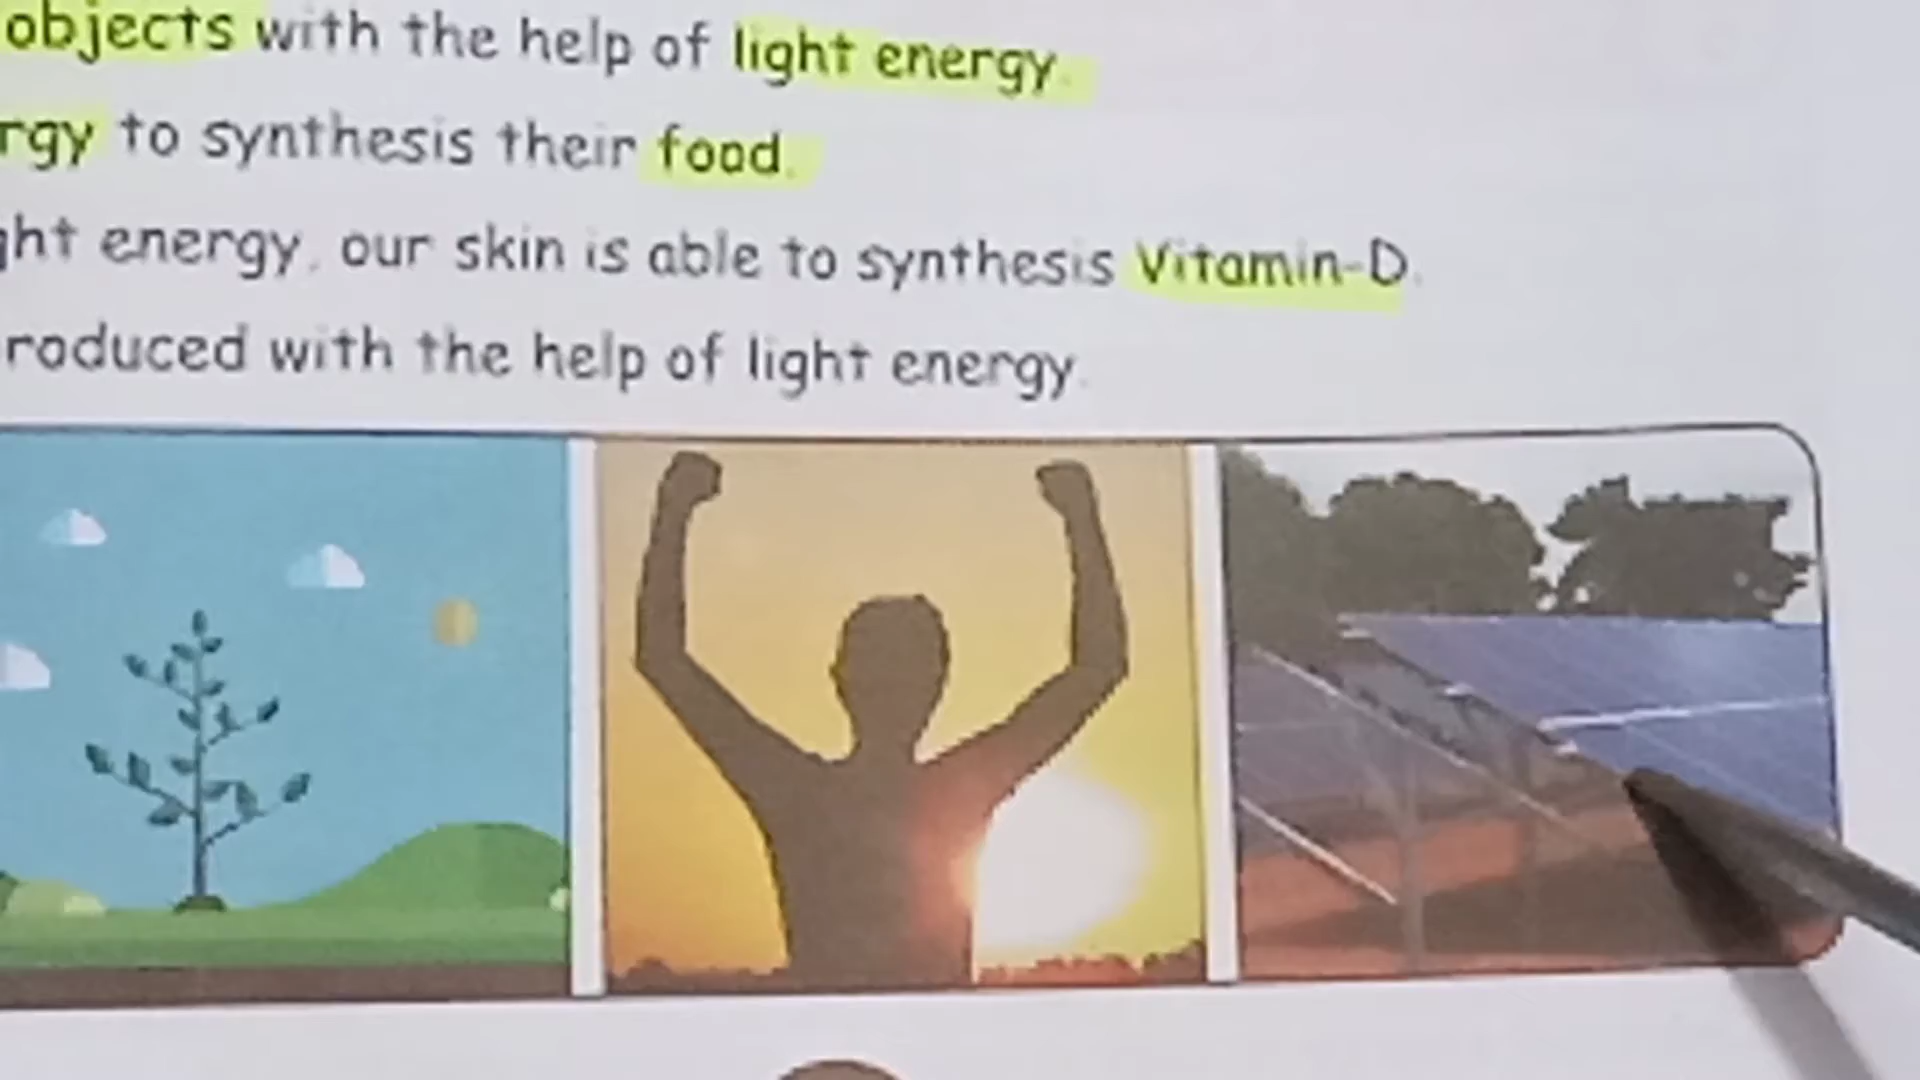 objects with the help of light energy.
rgy to synthesis their food.
ght energy, our skin is able to synthesis Vitamin-D.
roduced with the help of light energy.